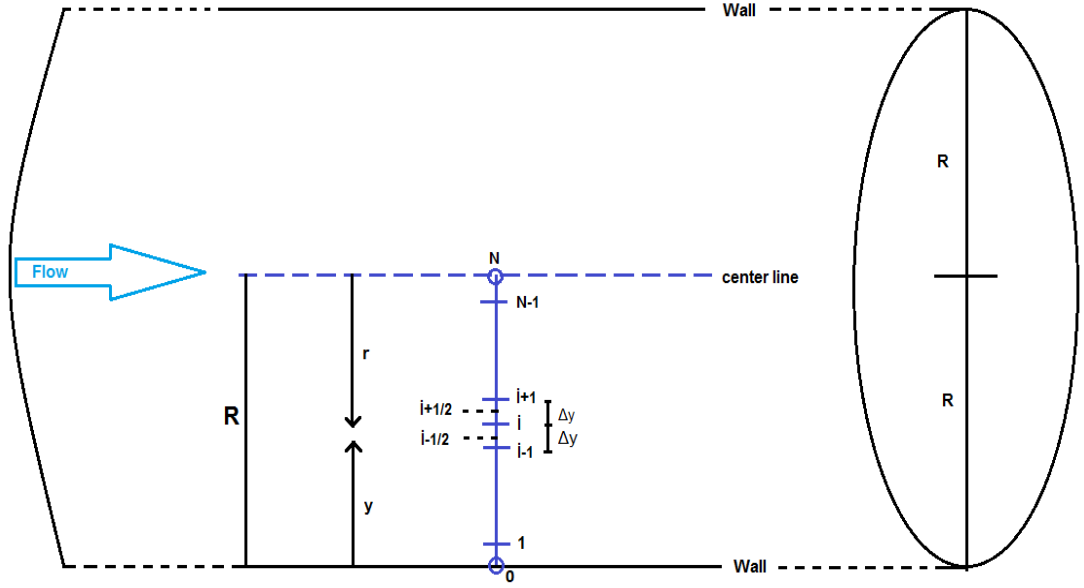 Wall
R
Flow
N
center line
N-1
r
R
i+1
R
i+1/2
Δy
i
i-1/2
Δy
i-1
y
1
Wall
0